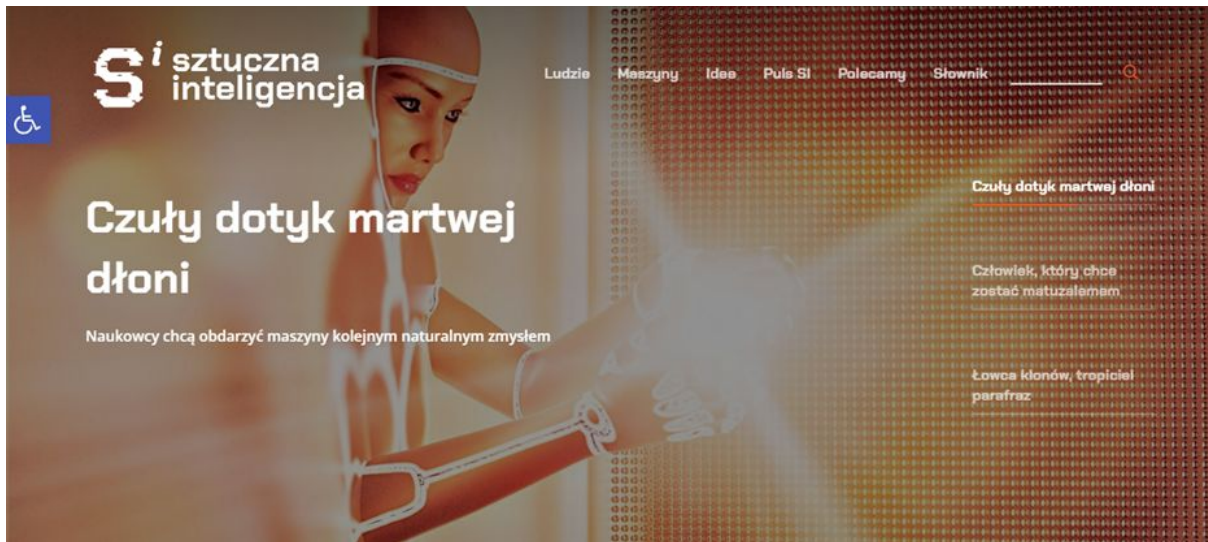 Si sztuczna
inteligencja
Ludzie Maszyny Idee Puls SI Polecamy Słownik
Czuły dotyk martwej
dłoni
Naukowcy chcą obdarzyć maszyny kolejnym naturalnym zmysłem
Czuły dotyk martwej dłoni
Człowiek, który chce
zostać matuzalemem
Łowca klonów, tropiciel
parafraz